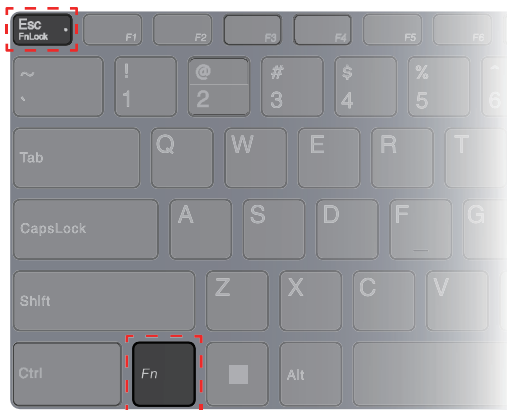 Esc
FnLock
F1 F2 F3 F4 F5 F6
~ ! @ # $ % ^
` 1 2 3 4 5 6
Tab Q W E R T
CapsLock A S D F G
Shift Z X C V
Ctrl Fn Alt